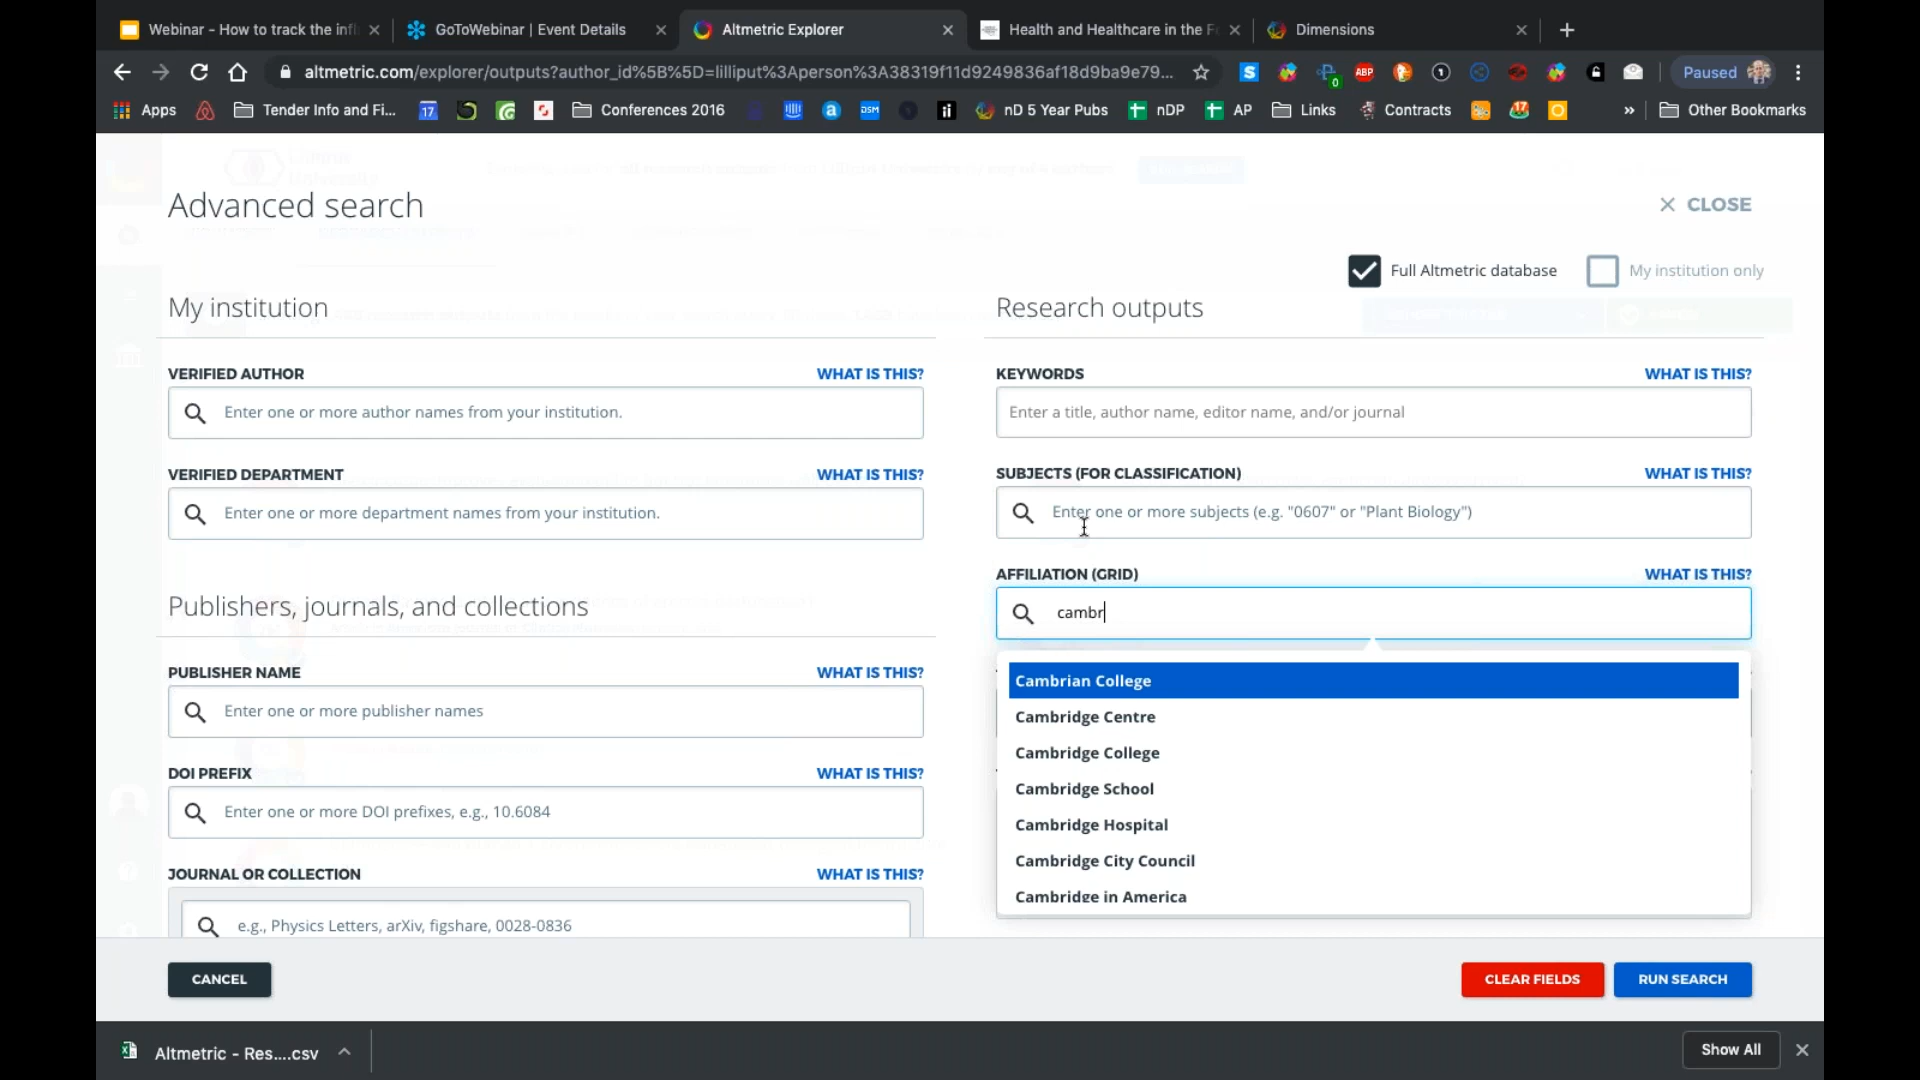 Webinar - How to track the infl
GoToWebinar | Event Details
Altmetric Explorer
Health and Healthcare in the F
Dimensions
altmetric.com/explorer/outputs?author_id%5B%5D=lilliput%3Aperson%3A38319f11d9249836af18d9ba9e79...
ABP
0
Paused
Apps
Tender Info and Fi...
17
Conferences 2016
DSM
nD 5 Year Pubs
nDP
AP
Links
Contracts
»
Other Bookmarks
Advanced search
CLOSE
Full Altmetric database
My institution only
My institution
Research outputs
VERIFIED AUTHOR
WHAT IS THIS?
KEYWORDS
WHAT IS THIS?
Enter one or more author names from your institution.
Enter a title, author name, editor name, and/or journal
VERIFIED DEPARTMENT
WHAT IS THIS?
SUBJECTS (FOR CLASSIFICATION)
WHAT IS THIS?
Enter one or more department names from your institution.
Enter one or more subjects (e.g. "0607" or "Plant Biology")
AFFILIATION (GRID)
WHAT IS THIS?
Publishers, journals, and collections
cambr
PUBLISHER NAME
WHAT IS THIS?
Cambrian College
Enter one or more publisher names
Cambridge Centre
Cambridge College
DOI PREFIX
WHAT IS THIS?
Cambridge School
Enter one or more DOI prefixes, e.g., 10.6084
Cambridge Hospital
Cambridge City Council
JOURNAL OR COLLECTION
WHAT IS THIS?
Cambridge in America
e.g., Physics Letters, arXiv, figshare, 0028-0836
CANCEL
CLEAR FIELDS
RUN SEARCH
Altmetric - Res....csv
Show All